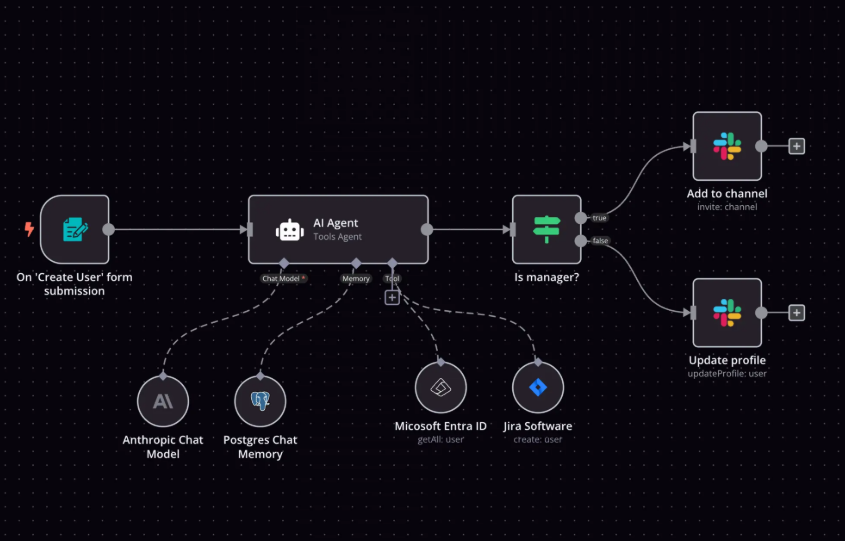 On 'Create User' form
submission
AI Agent
Tools Agent
Chat Model *
Memory
Tool
Anthropic Chat
Model
Postgres Chat
Memory
Micosoft Entra ID
getAll: user
Jira Software
create: user
Is manager?
true
false
Add to channel
invite: channel
Update profile
updateProfile: user